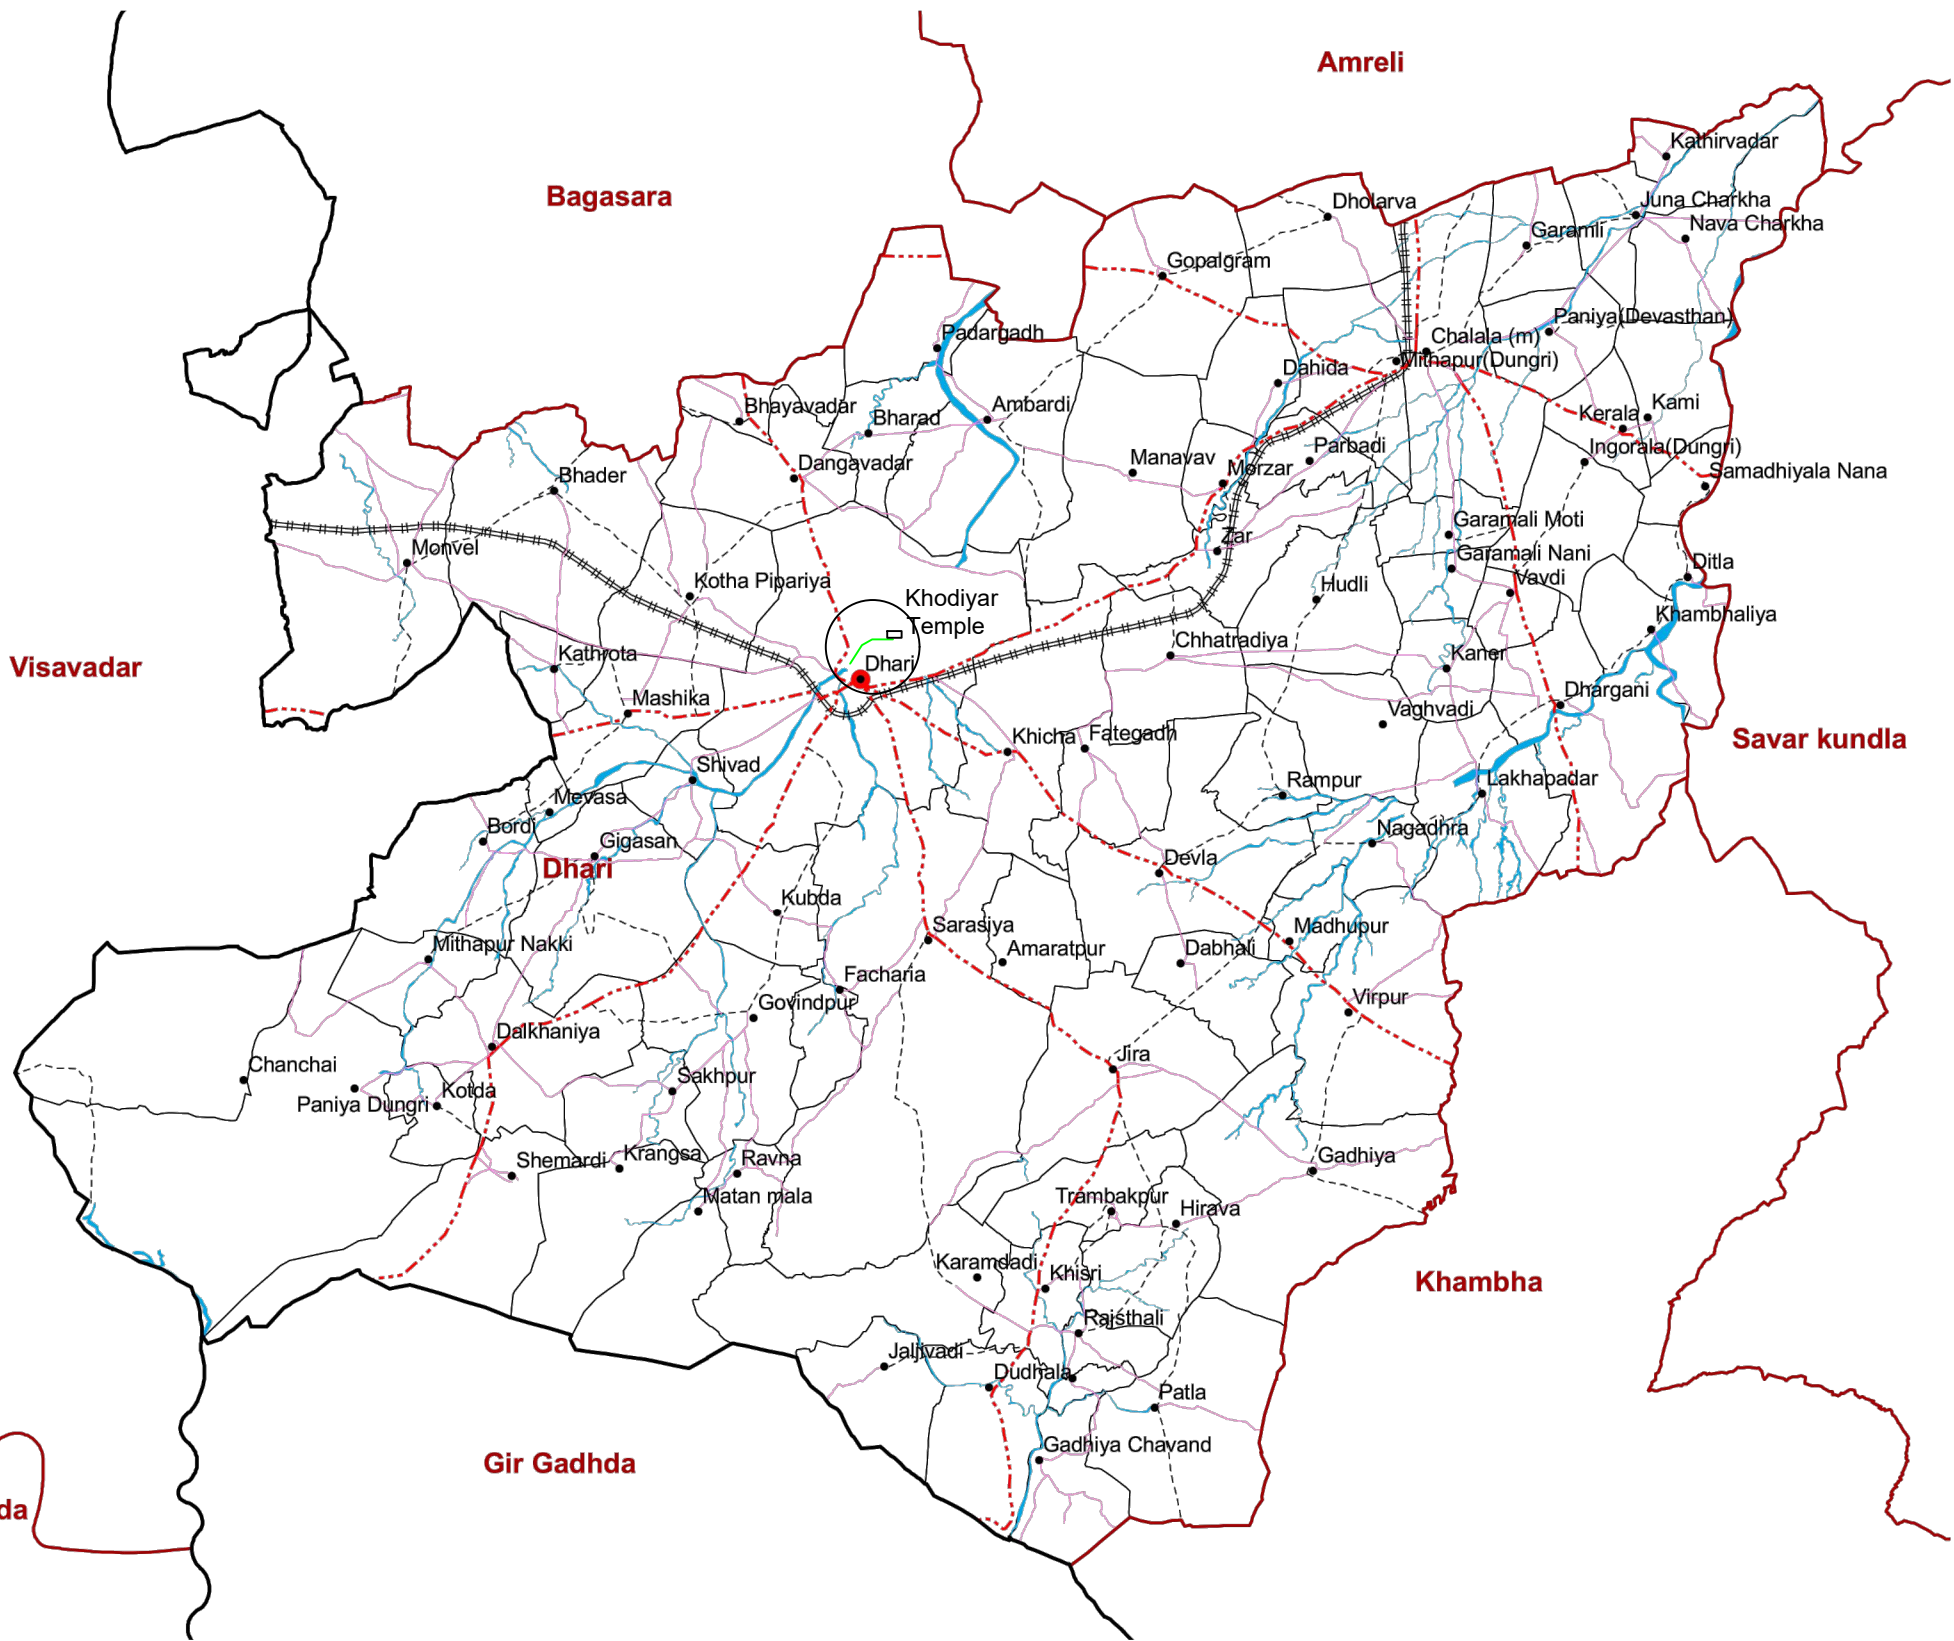 Amreli
Kathirvadar
Bagasara
Dholarva
Juna Charkha
Nava Charkha
Garamli
Gopalgram
Padargadh
Paniya(Devasthan)
Chalala (m)
Mithapur(Dungri)
Dahida
Bhayavadar
Bharad
Ambardi
Kerala
Kami
Parbadi
Ingorala(Dungri)
Dangavadar
Manavav
Morzar
Samadhiyala Nana
Bhader
Garamali Moti
Monvel
Zar
Garamali Nani
Ditla
Kotha Pipariya
Hudli
Vavdi
Khodiyar
Temple
Khambhaliya
Chhatradiya
Kathrota
Kaner
Visavadar
Dhari
Mashika
Dhargani
Vaghvadi
Khicha
Fategadh
Savar kundla
Shivad
Rampur
Lakhapadar
Mevasa
Bordi
Gigasan
Nagadhra
Dhari
Devla
Kubda
Sarasiya
Madhupur
Mithapur Nakki
Amaratpur
Dabhali
Facharia
Govindpur
Virpur
Dalkhaniya
Jira
Chanchai
Sakhpur
Kotda
Paniya Dungri
Shemardi
Krangsa
Ravna
Gadhiya
Matan mala
Trambakpur
Hirava
Karamdadi
Khisri
Khambha
Rajsthali
Jaljivadi
Dudhala
Patla
Gadhiya Chavand
Gir Gadhda
da